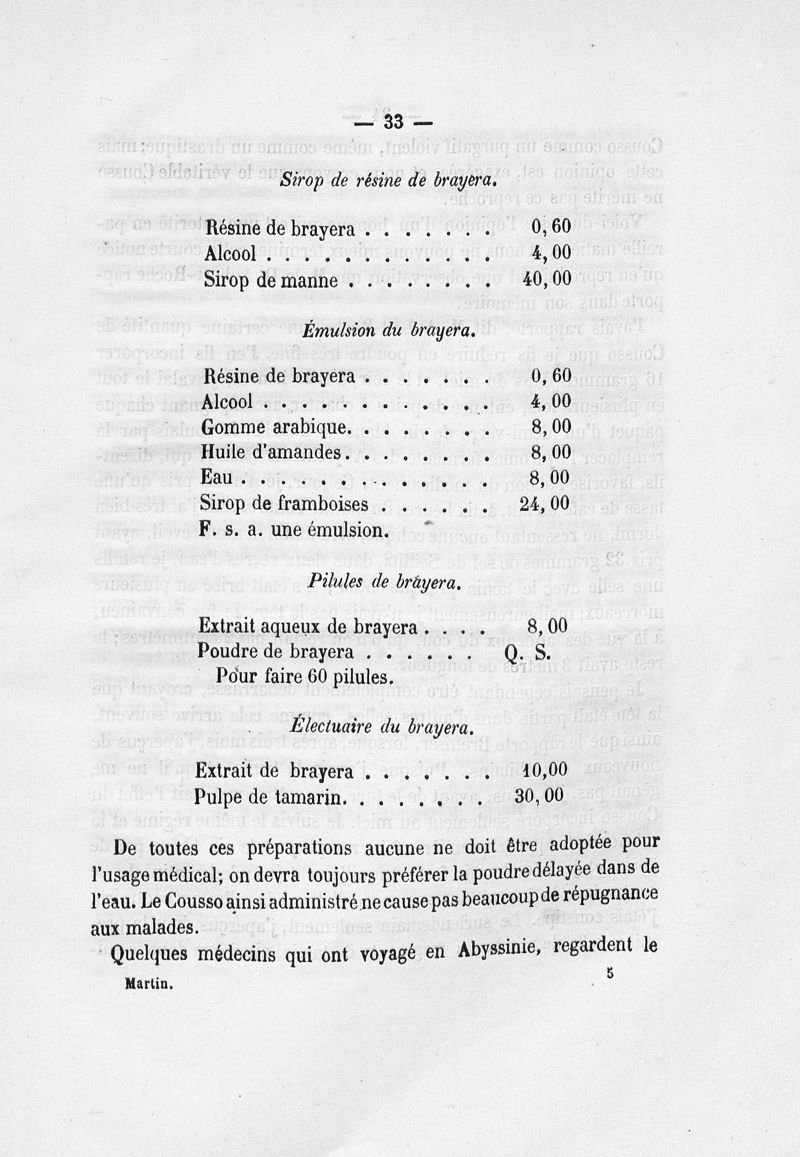 — 33 —
Sirop de résine de brayera.
Résine de brayera . . . . . . . 0,60
Alcool . . . . . . . . . . . . 4,00
Sirop de manne . . . . . . . . 40,00
Émulsion du brayera.
Résine de brayera . . . . . . . 0,60
Alcool . . . . . . . . . . . . 4,00
Gomme arabique. . . . . . . . 8,00
Huile d'amandes. . . . . . . . 8,00
Eau . . . . . . . . . . . . . 8,00
Sirop de framboises . . . . . . 24,00
F. s. a. une émulsion.
Pilules de brayera.
Extrait aqueux de brayera . . . . 8,00
Poudre de brayera . . . . . . Q. S.
Pour faire 60 pilules.
Électuaire du brayera.
Extrait de brayera . . . . . . . 10,00
Pulpe de tamarin. . . . . . . . 30,00
De toutes ces préparations aucune ne doit être adoptée pour
l'usage médical; on devra toujours préférer la poudre délayée dans de
l'eau. Le Cousso ainsi administré ne cause pas beaucoup de répugnance
aux malades.
Quelques médecins qui ont voyagé en Abyssinie, regardent le
Martin. 5